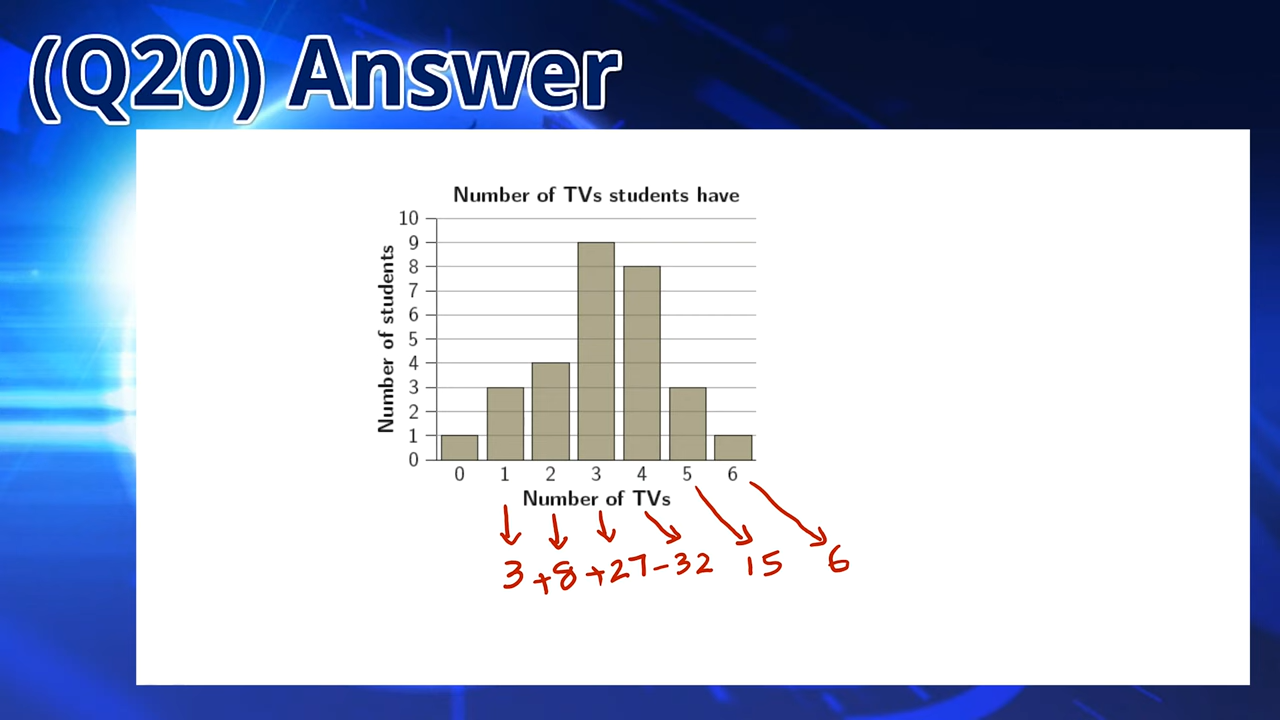 (Q20) Answer
Number of TVs students have
10
9
8
7
6
5
4
3
2
1
0
Number of students
0 1 2 3 4 5 6
Number of TVs
3 +8 +27 -32 15 6